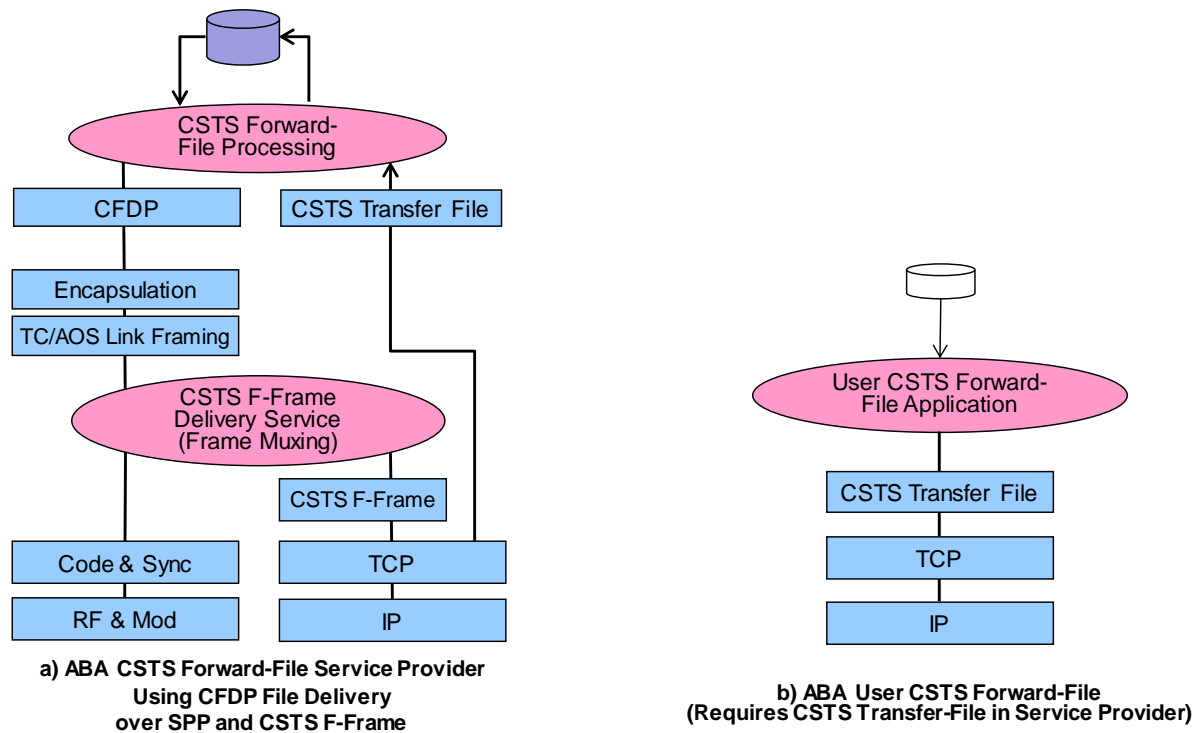 CSTS Forward-
File Processing
CFDP
CSTS Transfer File
Encapsulation
TC/AOS Link Framing
CSTS F-Frame
Delivery Service
(Frame Muxing)
CSTS F-Frame
Code & Sync
TCP
RF & Mod
IP
a) ABA CSTS Forward-File Service Provider
Using CFDP File Delivery
over SPP and CSTS F-Frame
User CSTS Forward-
File Application
CSTS Transfer File
TCP
IP
b) ABA User CSTS Forward-File
(Requires CSTS Transfer-File in Service Provider)